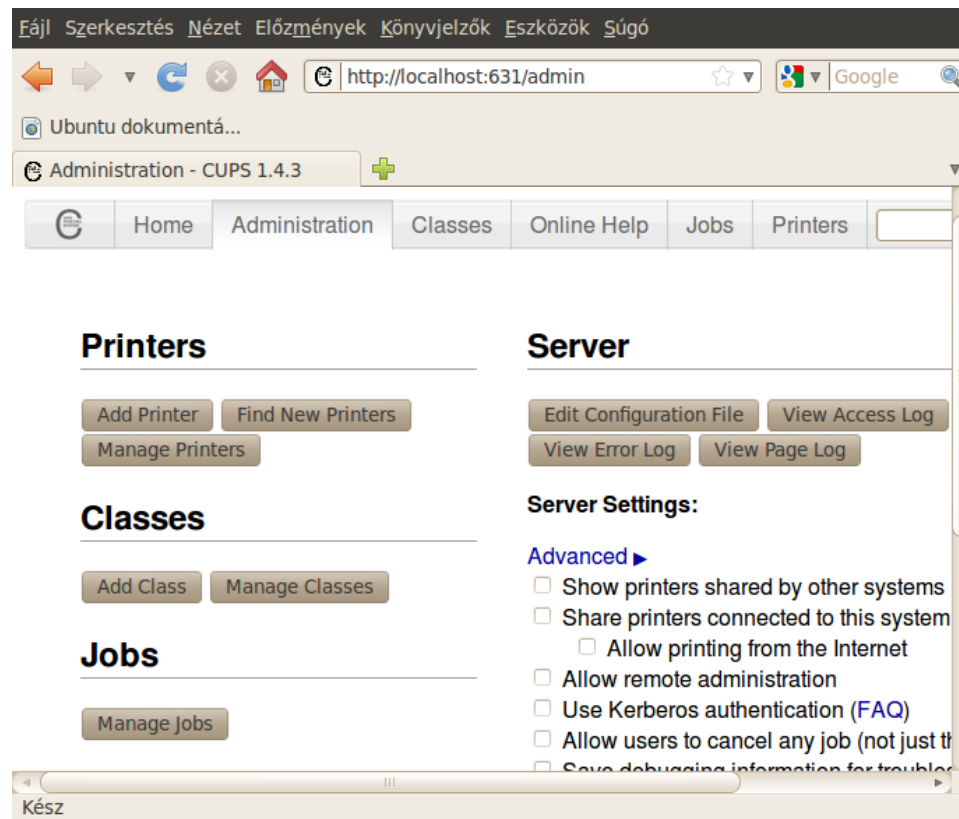 Fájl Szerkesztés Nézet Előzmények Könyvjelzők Eszközök Súgó
http://localhost:631/admin Google
Ubuntu dokumentá...
Administration - CUPS 1.4.3
Home Administration Classes Online Help Jobs Printers
Printers
Add Printer Find New Printers
Manage Printers
Classes
Add Class Manage Classes
Jobs
Manage Jobs
Server
Edit Configuration File View Access Log
View Error Log View Page Log
Server Settings:
Advanced ▶
Show printers shared by other systems
Share printers connected to this system
Allow printing from the Internet
Allow remote administration
Use Kerberos authentication (FAQ)
Allow users to cancel any job (not just
Save debugging information for
Kész